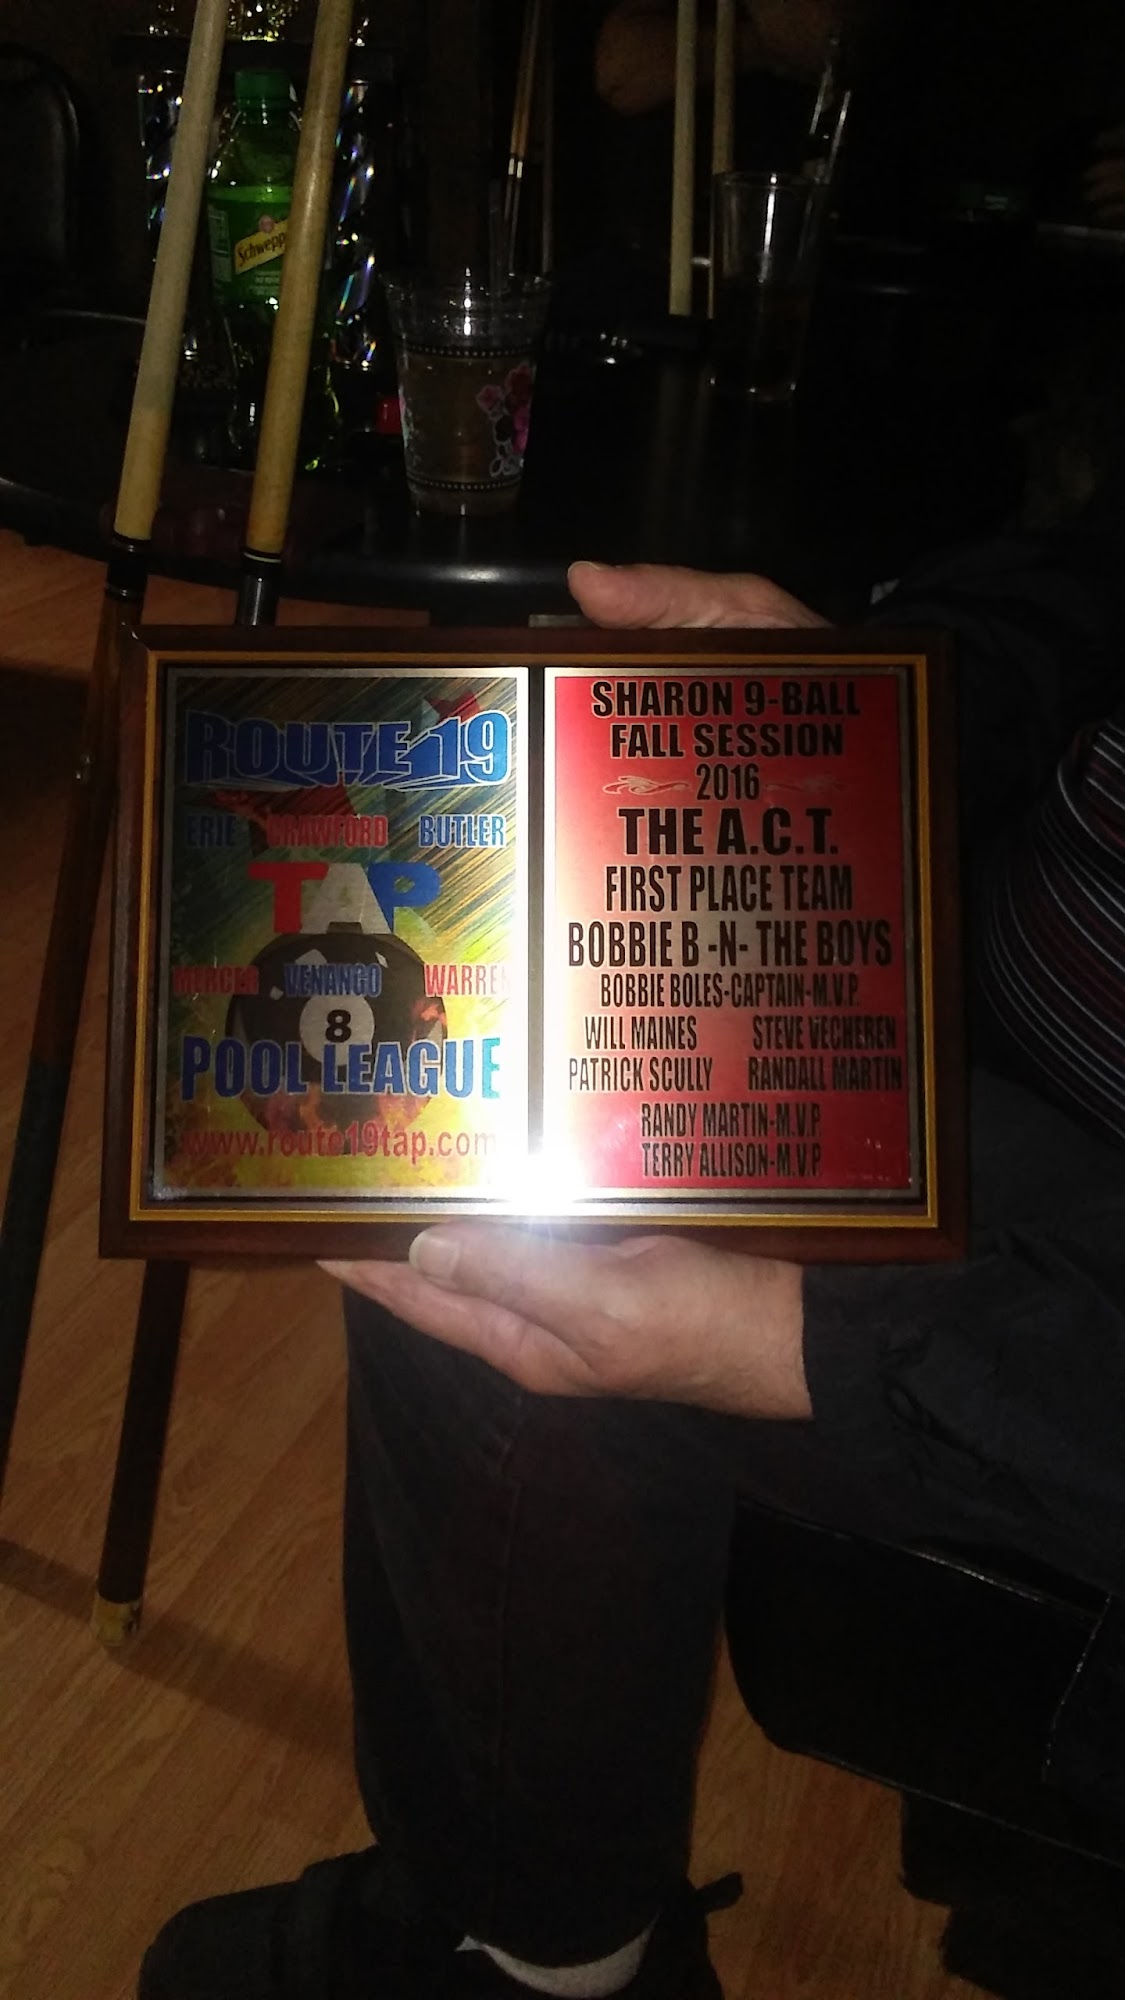 Schwepp
ROUTE 19
ERIE CRAWFORD BUTLER
TAP
MERCER VENANGO WARREN
8
POOL LEAGUE
www.route19tap.com
SHARON 9-BALL
FALL SESSION
2016
THE A.C.T.
FIRST PLACE TEAM
BOBBIE B -N- THE BOYS
BOBBIE BOLES-CAPTAIN-M.V.P.
WILL MAINES STEVE VECHEREN
PATRICK SCULLY RANDALL MARTIN
RANDY MARTIN-M.V.P.
TERRY ALLISON-M.V.P.